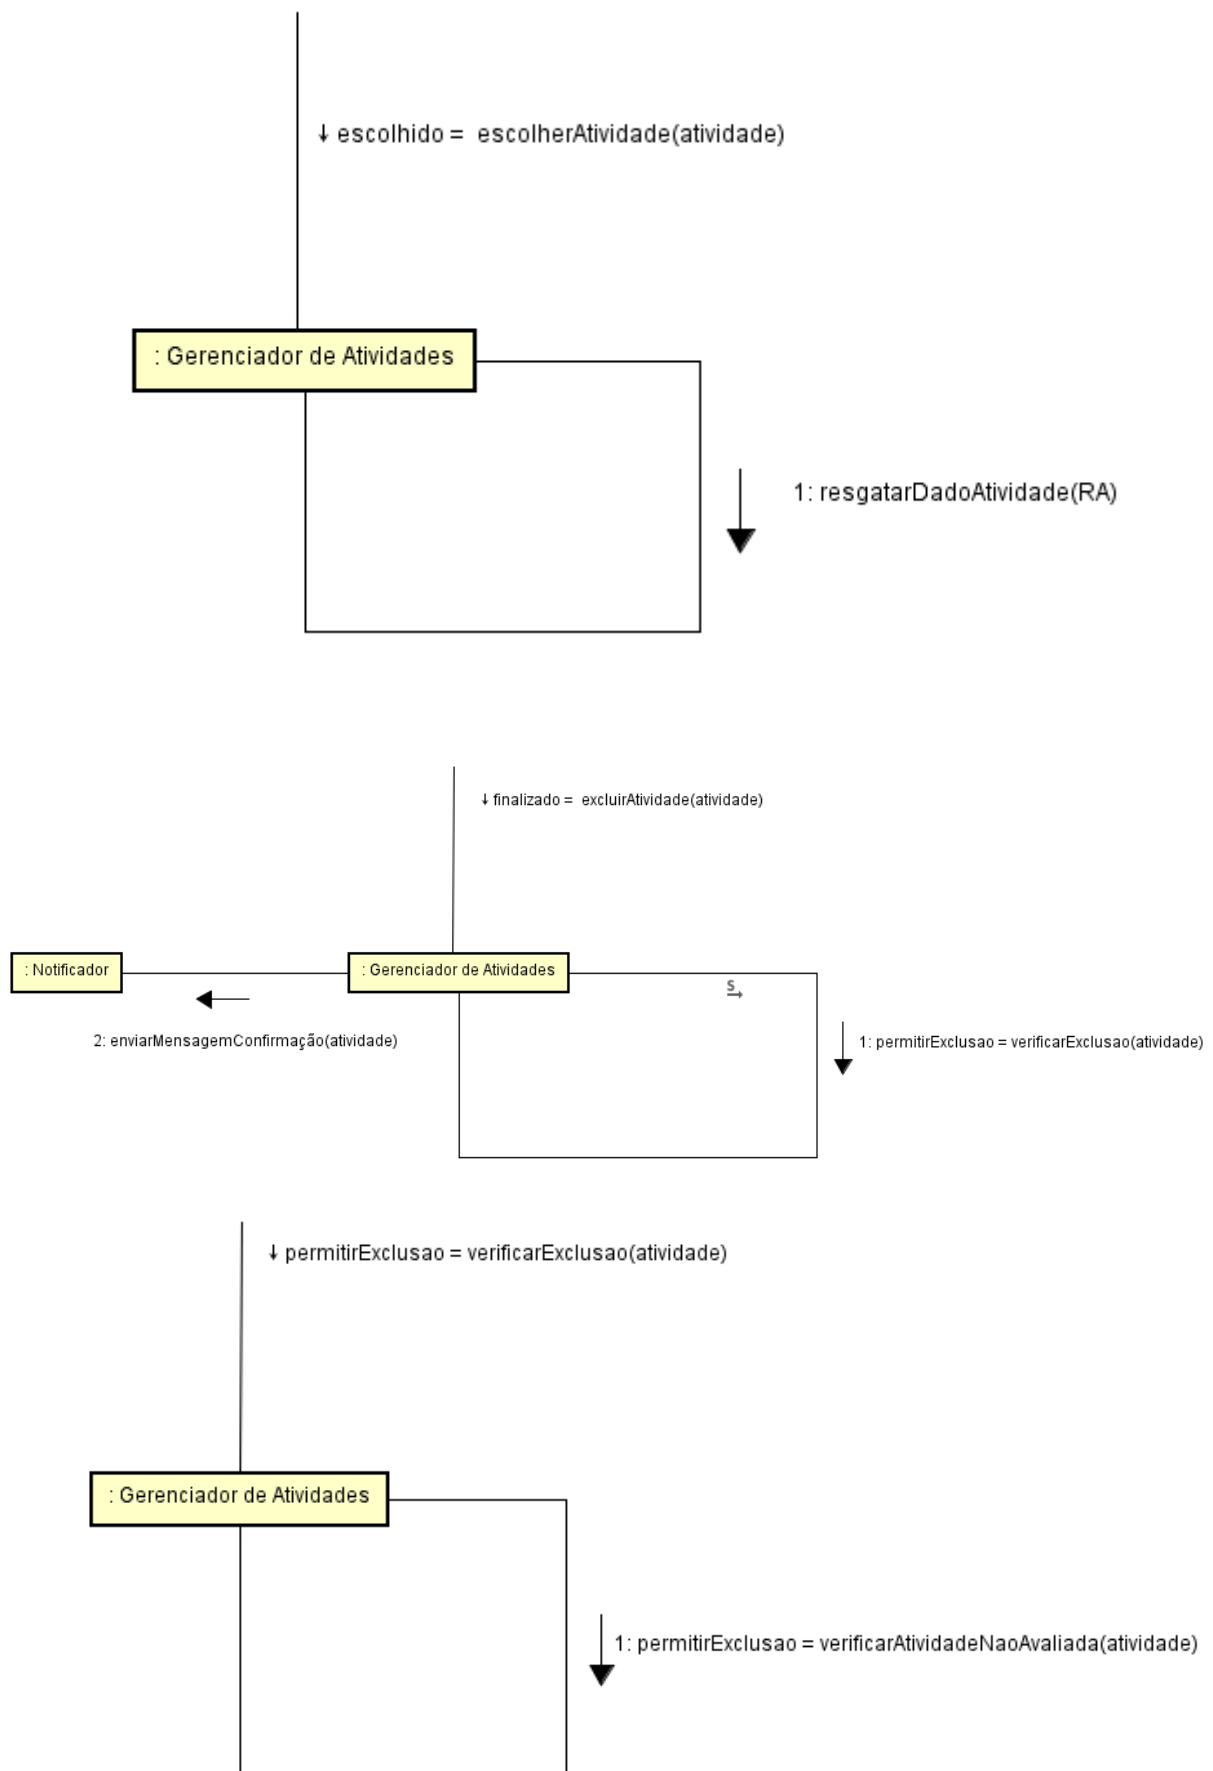 ↓ escolhido = escolherAtividade(atividade)
: Gerenciador de Atividades
1: resgatarDadoAtividade(RA)
↓ finalizado = excluirAtividade(atividade)
: Notificador
: Gerenciador de Atividades
S
2: enviarMensagemConfirmação(atividade)
1: permitirExclusao = verificarExclusao(atividade)
↓ permitirExclusao = verificarExclusao(atividade)
: Gerenciador de Atividades
1: permitirExclusao = verificarAtividadeNaoAvaliada(atividade)